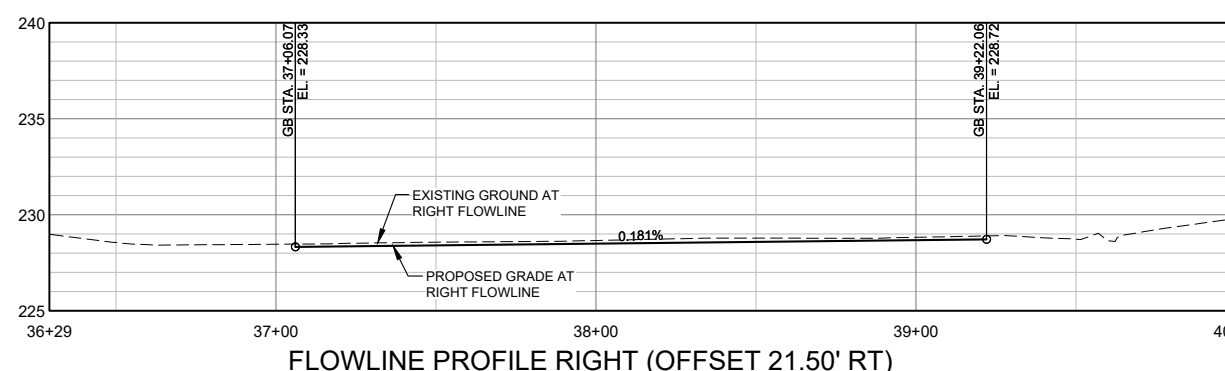 240
235
230
225
GB STA. 37+06.07
EL. = 228.33
GB STA. 39+22.06
EL. = 228.72
EXISTING GROUND AT
RIGHT FLOWLINE
0.181%
PROPOSED GRADE AT
RIGHT FLOWLINE
36+29
37+00
38+00
39+00
40
FLOWLINE PROFILE RIGHT (OFFSET 21.50' RT)